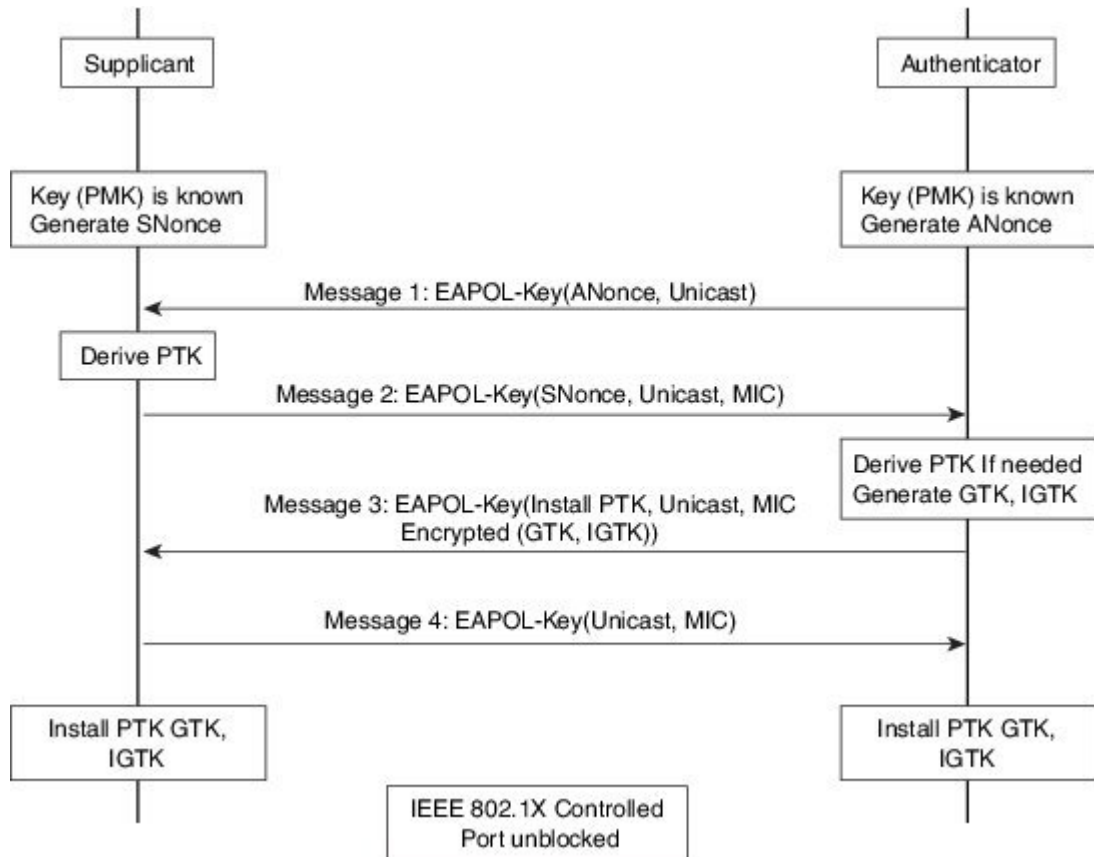 Supplicant
Authenticator
Key (PMK) is known
Generate SNonce
Key (PMK) is known
Generate ANonce
Message 1: EAPOL-Key(ANonce, Unicast)
Derive PTK
Message 2: EAPOL-Key(SNonce, Unicast, MIC)
Derive PTK If needed
Generate GTK, IGTK
Message 3: EAPOL-Key(Install PTK, Unicast, MIC
Encrypted (GTK, IGTK))
Message 4: EAPOL-Key(Unicast, MIC)
Install PTK GTK,
IGTK
Install PTK GTK,
IGTK
IEEE 802.1X Controlled
Port unblocked